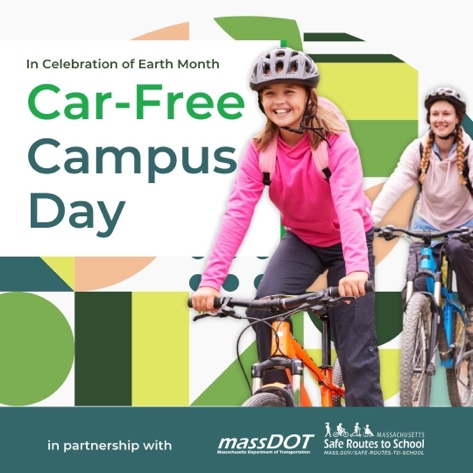 In Celebration of Earth Month
Car-Free
Campus
Day
in partnership with
massDOT
Massachusetts Department of Transportation
MASSACHUSETTS
Safe Routes to School
MASS.GOV/SAFE-ROUTES-TO-SCHOOL